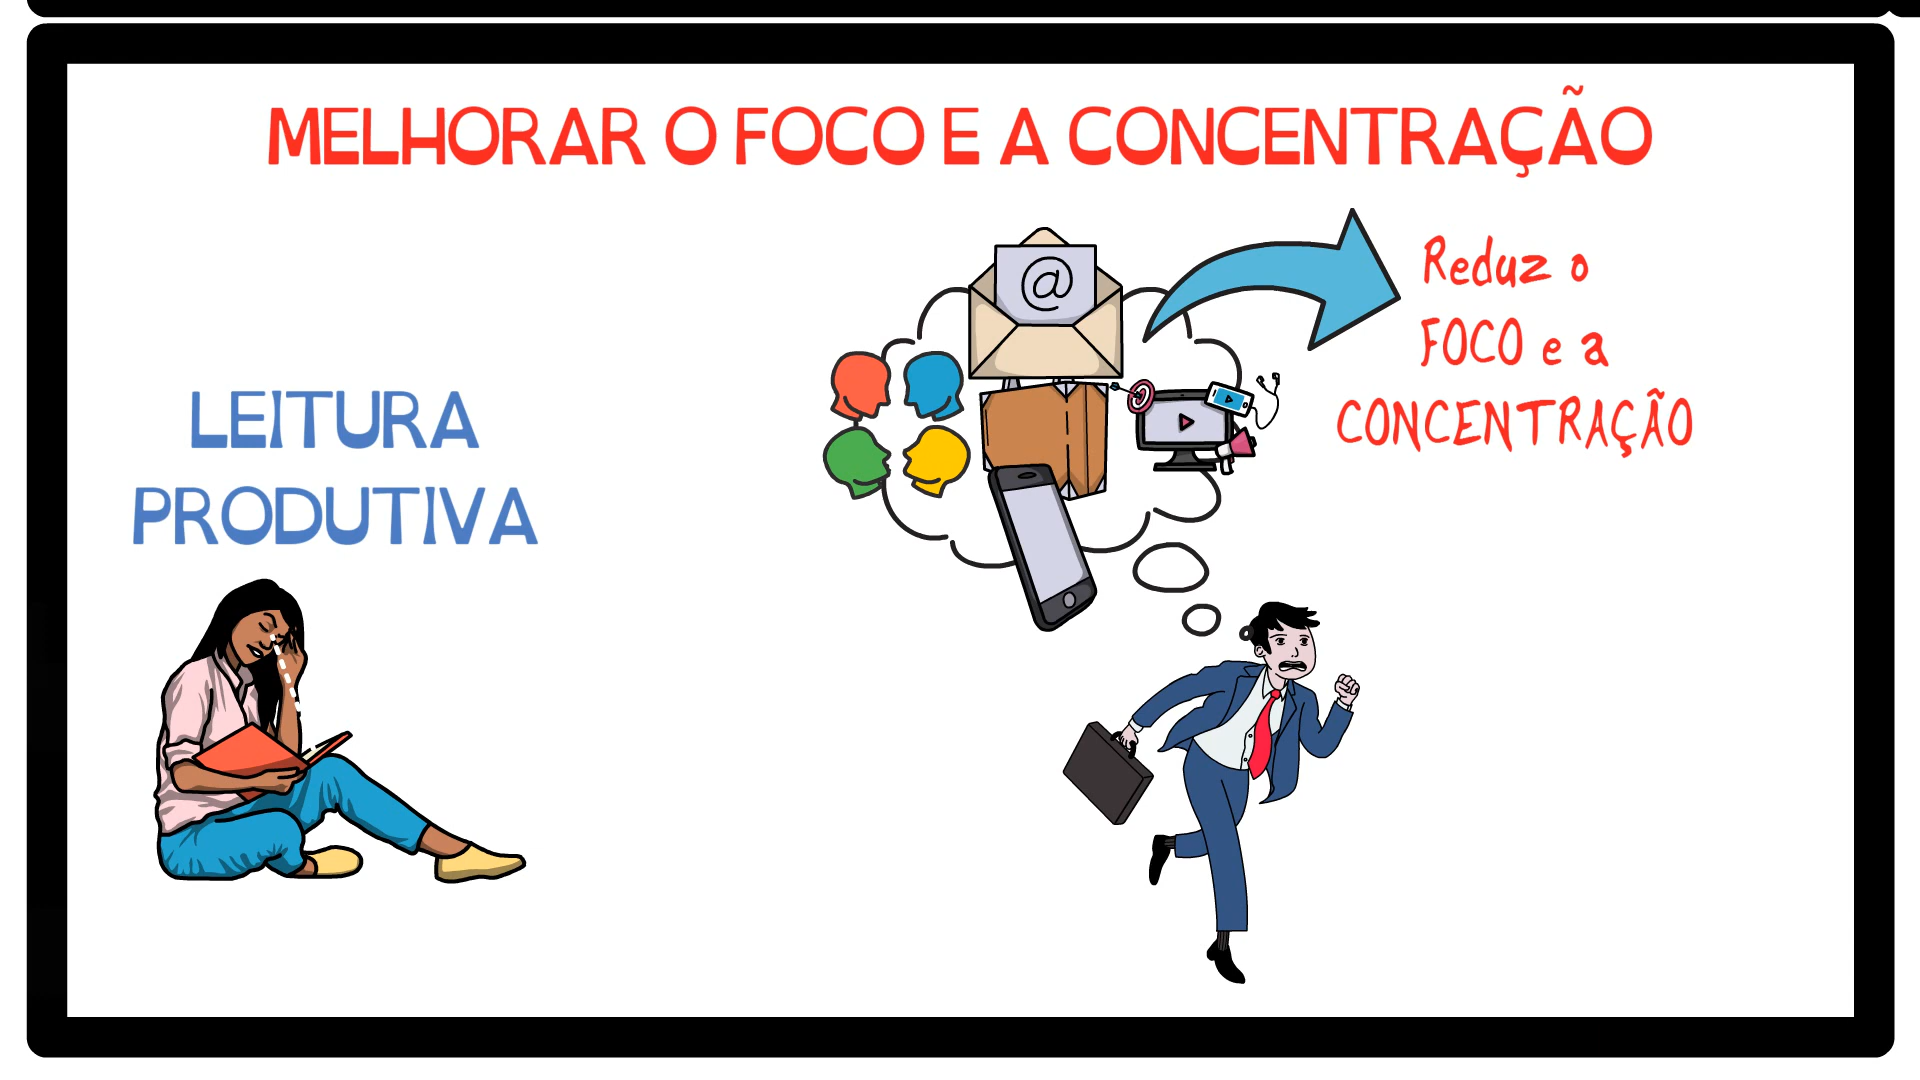 MELHORAR O FOCO E A CONCENTRAÇÃO
@
Reduz o
FOCO e a
CONCENTRAÇÃO
LEITURA
PRODUTIVA